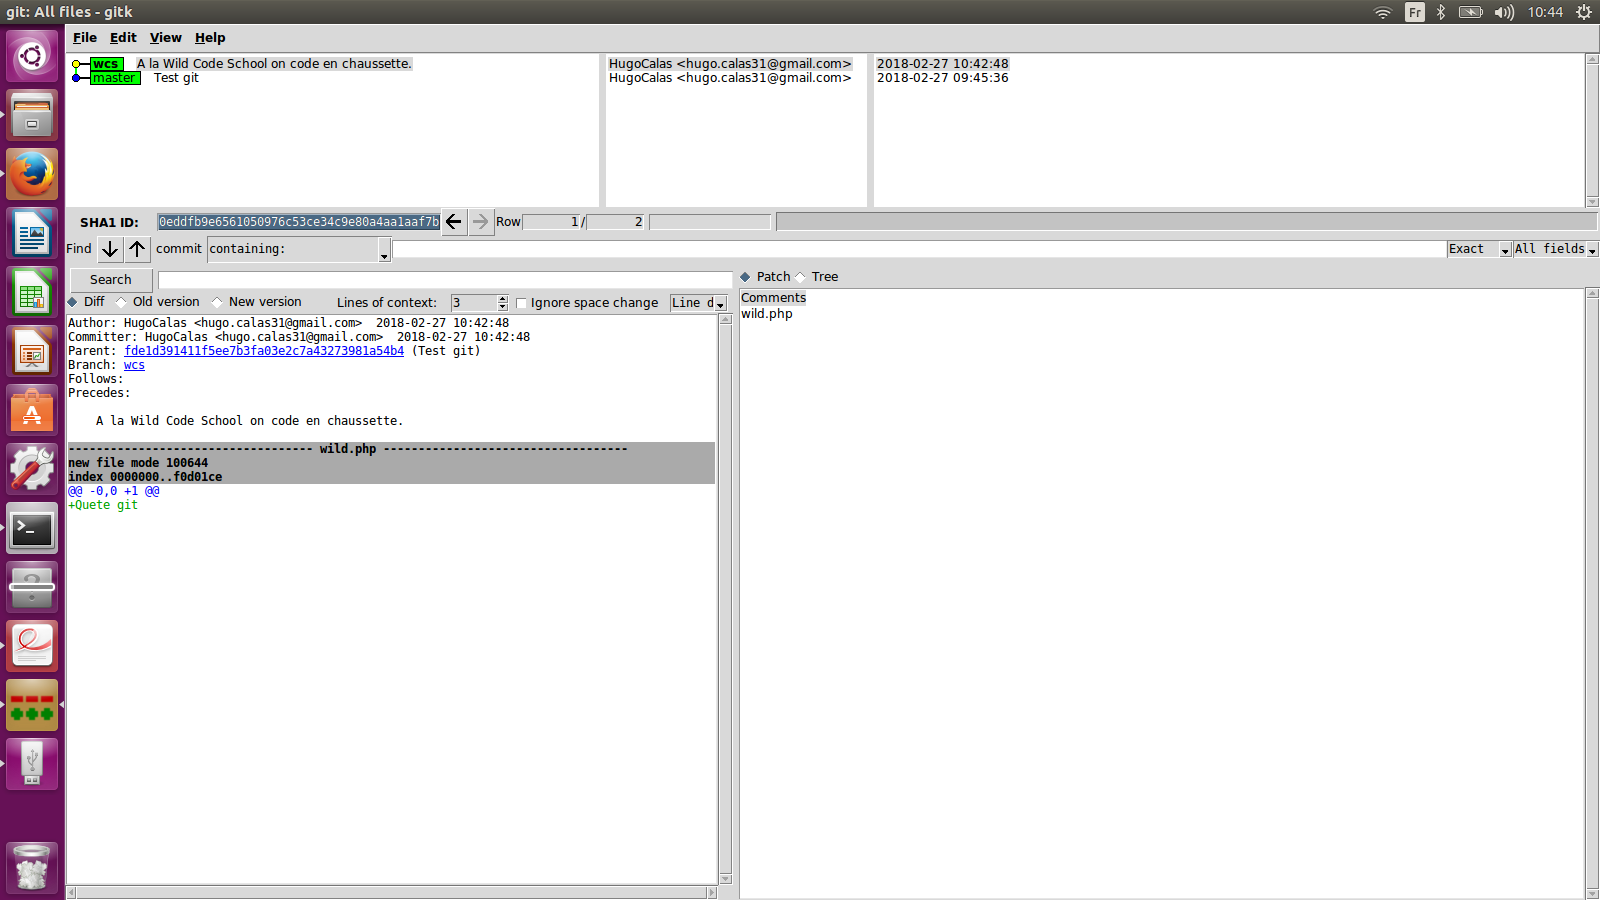 git: All files - gitk
Fr
10:44
File Edit View Help
wcs A la Wild Code School on code en chaussette. HugoCalas <hugo.calas31@gmail.com> 2018-02-27 10:42:48
master Test git HugoCalas <hugo.calas31@gmail.com> 2018-02-27 09:45:36
SHA1 ID: 0eddfb9e6561050976c53ce34c9e80a4aa1aaf7b Row 1 / 2
Find commit containing: Exact All fields
Search
Patch Tree
Diff Old version New version Lines of context: 3 Ignore space change Line d
Comments
wild.php
Author: HugoCalas <hugo.calas31@gmail.com> 2018-02-27 10:42:48
Committer: HugoCalas <hugo.calas31@gmail.com> 2018-02-27 10:42:48
Parent: fde1d391411f5ee7b3fa03e2c7a43273981a54b4 (Test git)
Branch: wcs
Follows:
Precedes:
A la Wild Code School on code en chaussette.
----------------------------------- wild.php -----------------------------------
new file mode 100644
index 0000000..f0d01ce
@@ -0,0 +1 @@
+Quete git